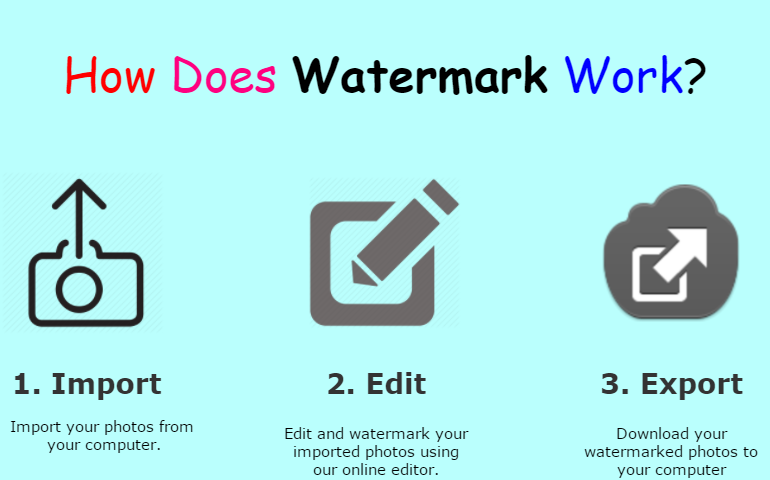 How Does Watermark Work?
1. Import
Import your photos from
your computer.
2. Edit
Edit and watermark your
imported photos using
our online editor.
3. Export
Download your
watermarked photos to
your computer